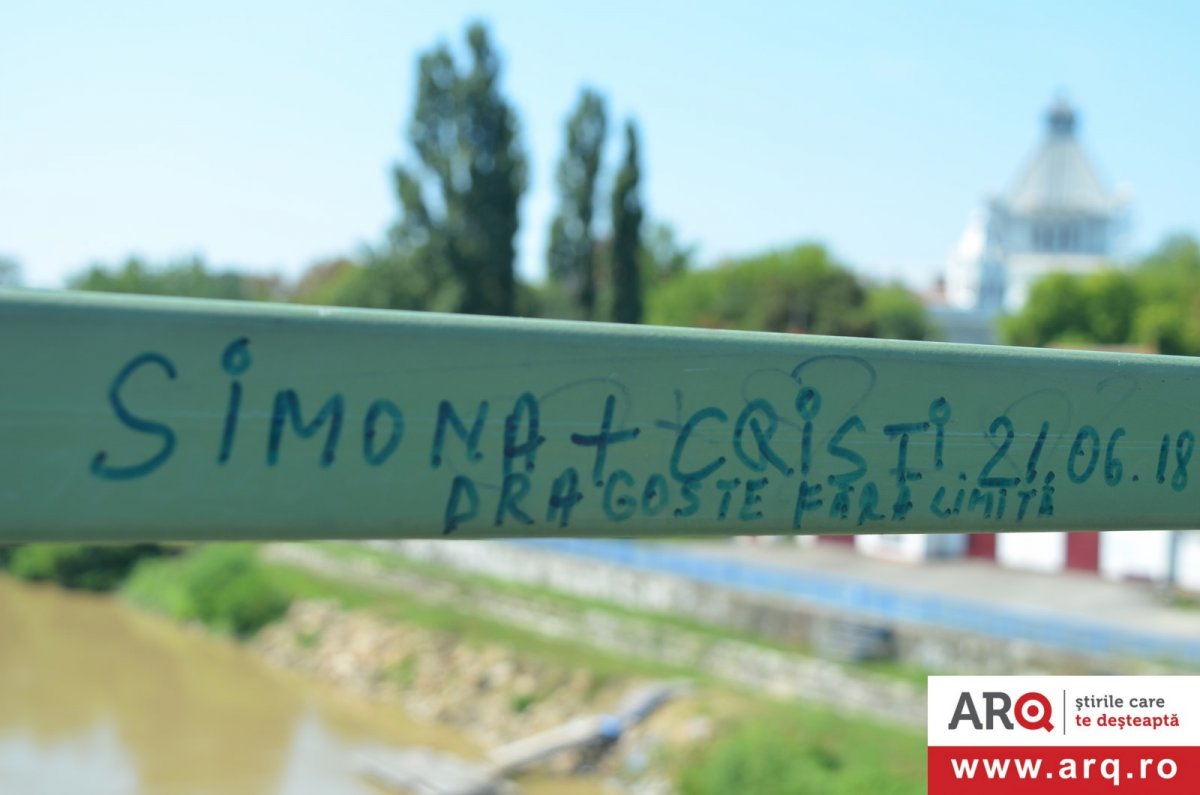 SIMONA + CRISTI. 21.06.18
DRAGOSTE FĂRĂ LIMITĂ
ARQ
știrile care
te deșteaptă
www.arq.ro